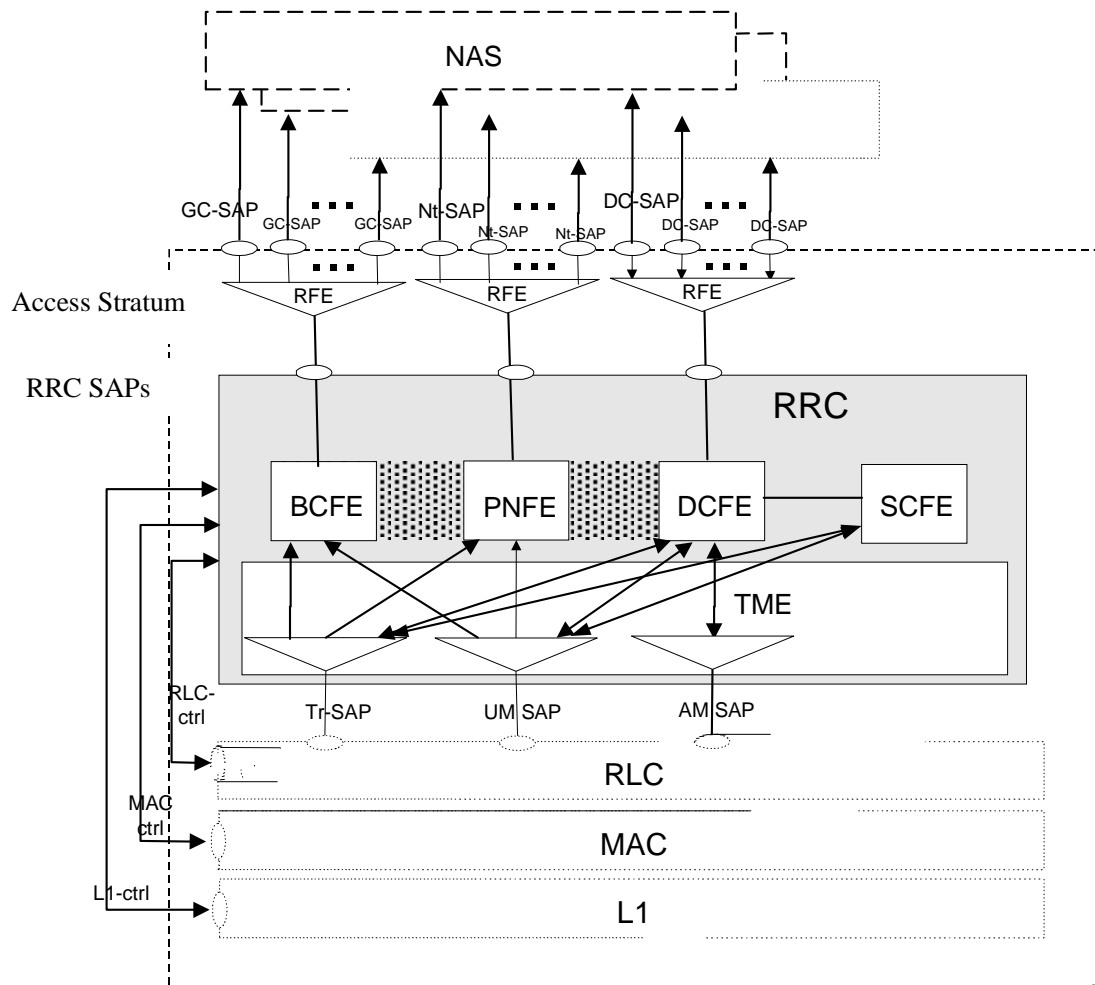 NAS
GC-SAP
GC-SAP
GC-SAP
Nt-SAP
Nt-SAP
Nt-SAP
DC-SAP
DC-SAP
DC-SAP
RFE
RFE
RFE
Access Stratum
RRC SAPs
RRC
BCFE
PNFE
DCFE
SCFE
TME
RLC-
ctrl
Tr-SAP
UM SAP
AM SAP
RLC
MAC
ctrl
MAC
L1-ctrl
L1